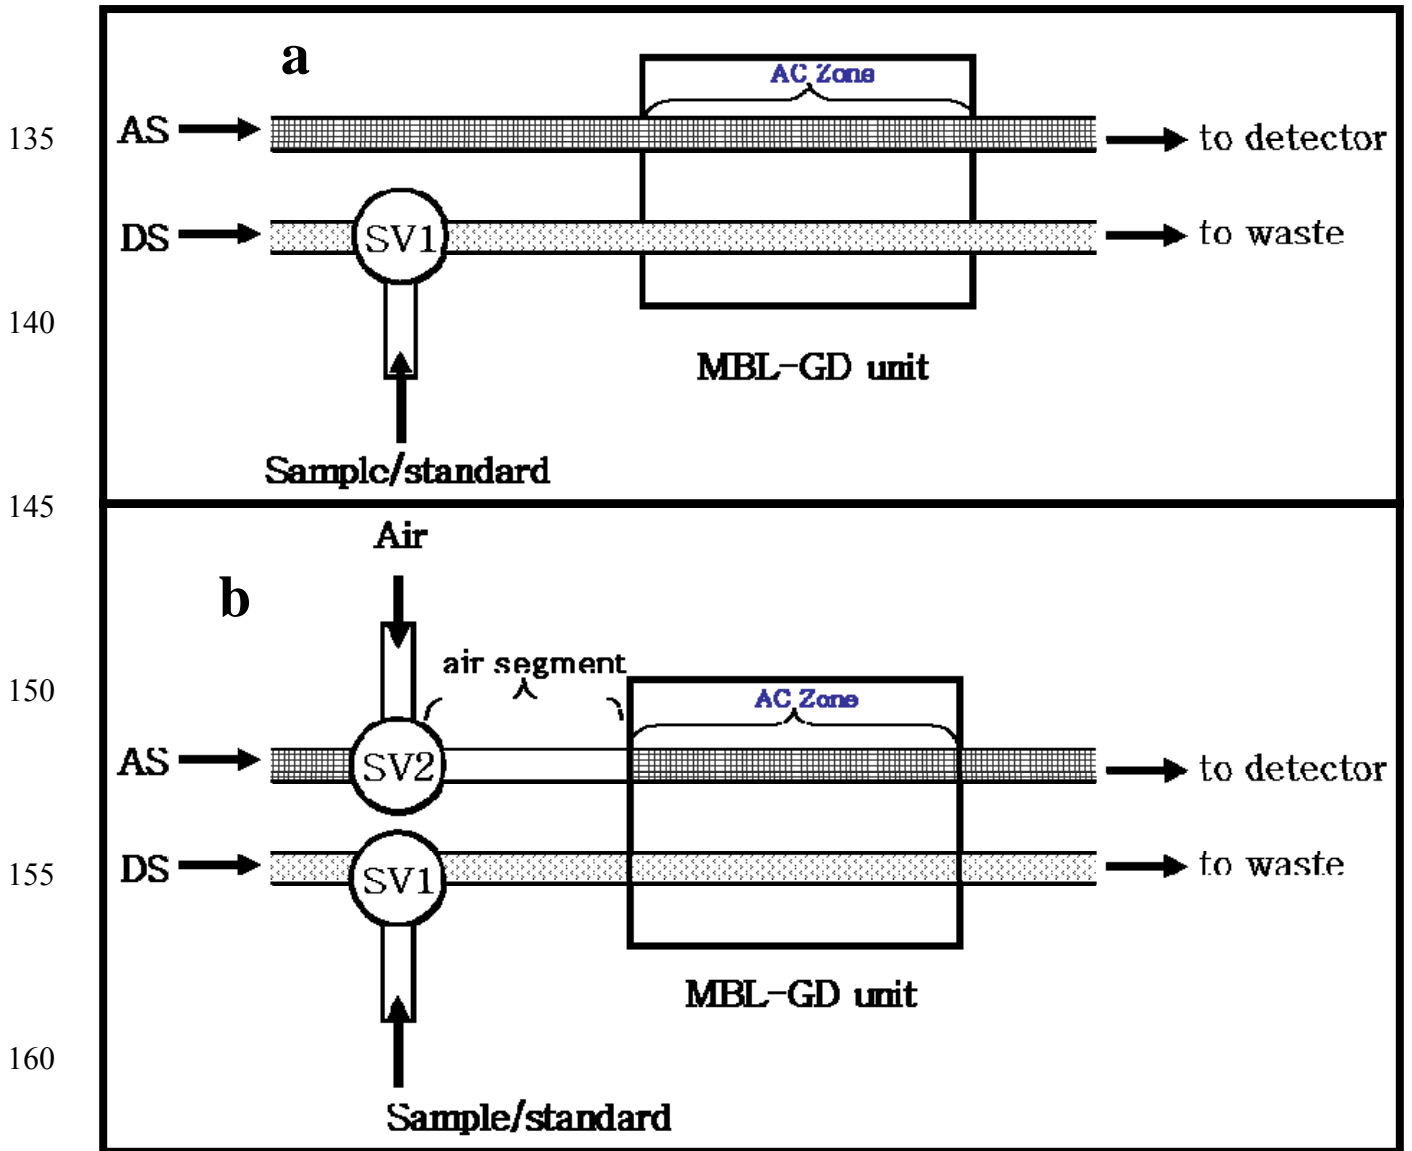 a
AC Zone
135
AS
to detector
DS
SV1
to waste
140
MBL-GD unit
Sample/standard
145
Air
b
150
air segment
AC Zone
AS
SV2
to detector
155
DS
SV1
to waste
MBL-GD unit
160
Sample/standard